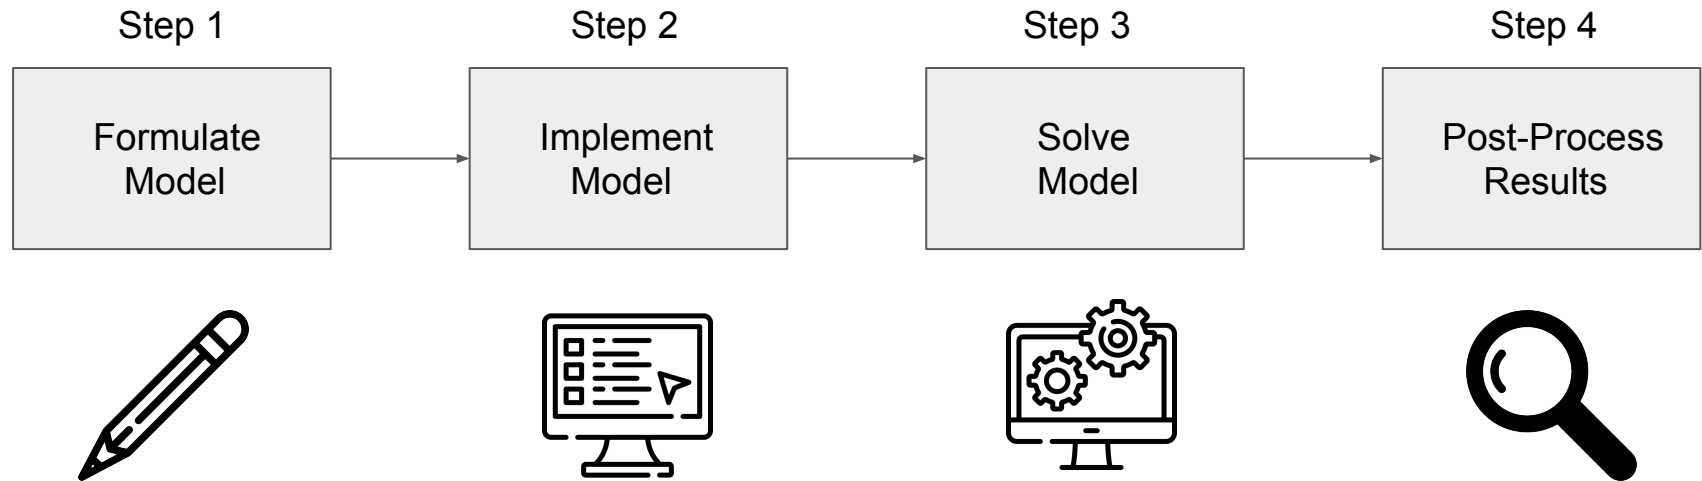 Step 1
Step 2
Step 3
Step 4
Formulate
Model
Implement
Model
Solve
Model
Post-Process
Results